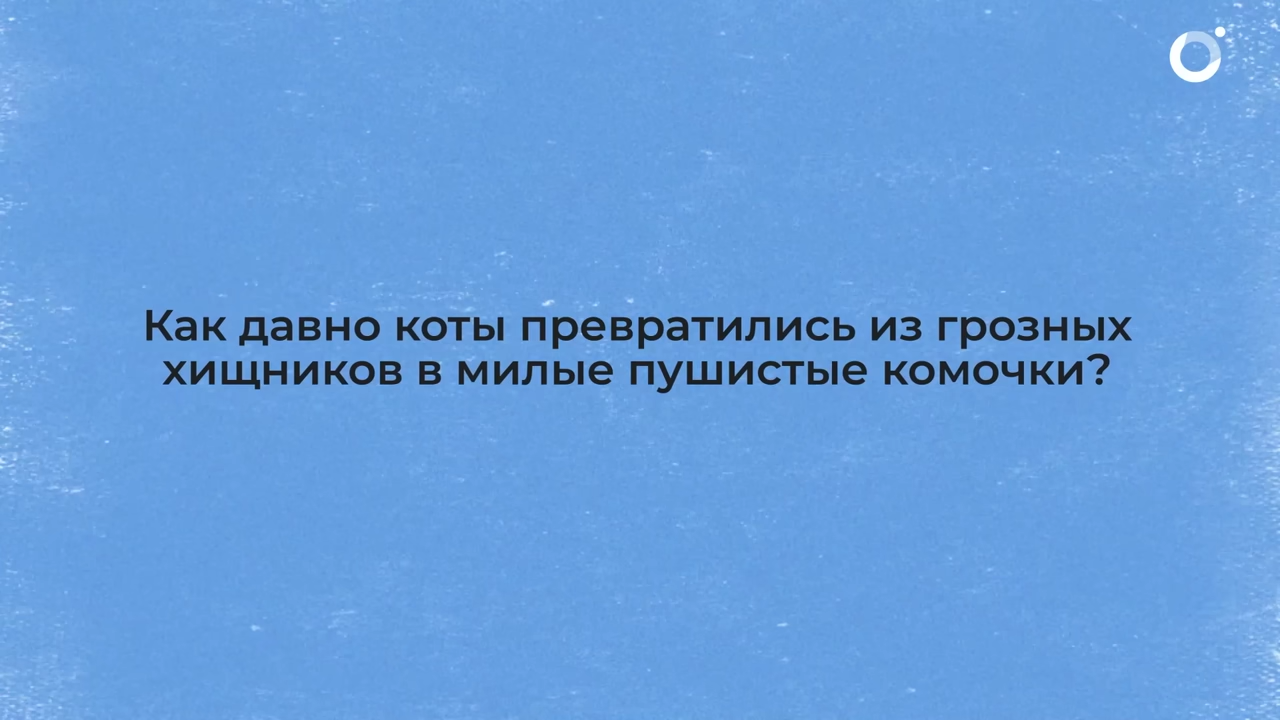 Как давно коты превратились из грозных
хищников в милые пушистые комочки?